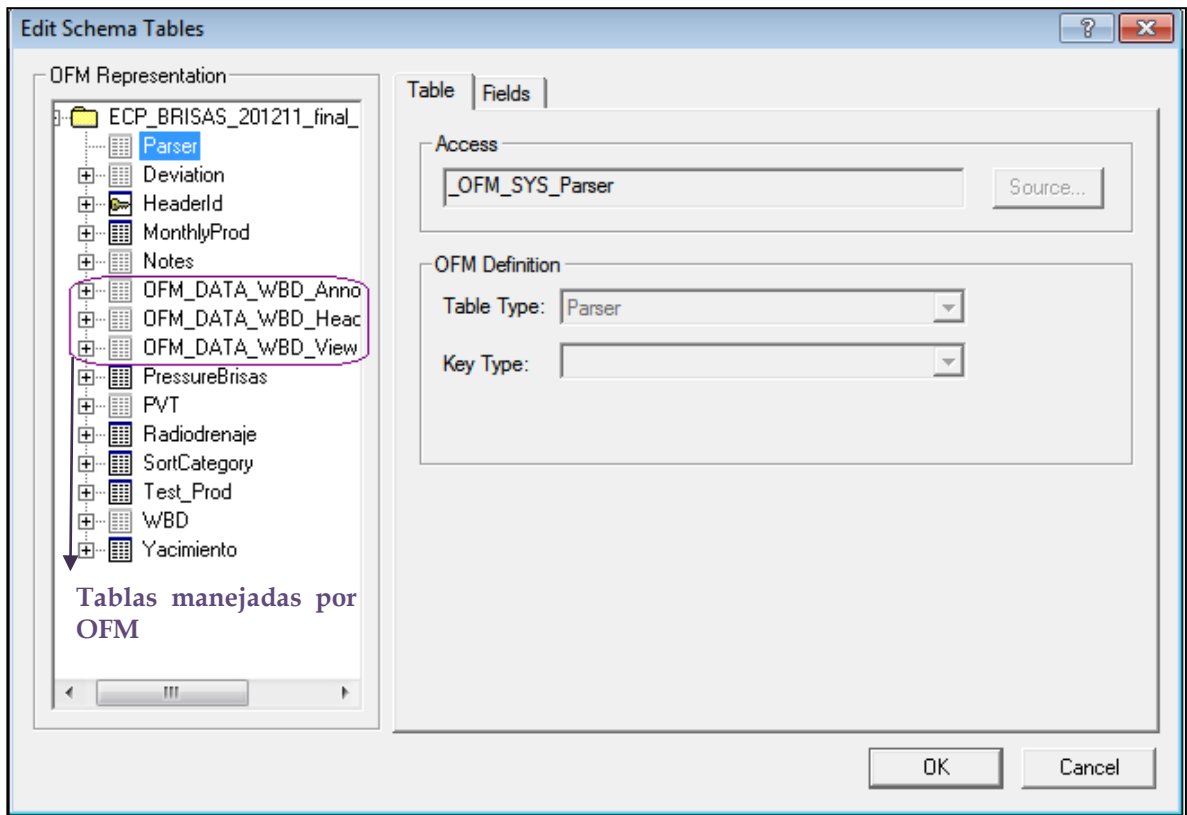 Edit Schema Tables
OFM Representation
ECP_BRISAS_201211_final_
Parser
Deviation
HeaderId
MonthlyProd
Notes
OFM_DATA_WBD_Anno
OFM_DATA_WBD_Head
OFM_DATA_WBD_View
PressureBrisas
PVT
Radiodrenaje
SortCategory
Test_Prod
WBD
Yacimiento
Tablas manejadas por
OFM
Table
Fields
Access
_OFM_SYS_Parser
Source...
OFM Definition
Table Type:
Parser
Key Type:
OK
Cancel